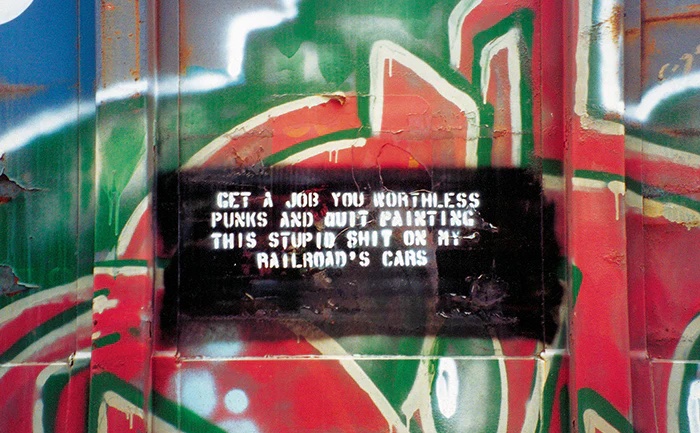 GET A JOB YOU WORTHLESS
PUNKS AND QUIT PAINTING
THIS STUPID SHIT ON MY
RAILROAD'S CARS